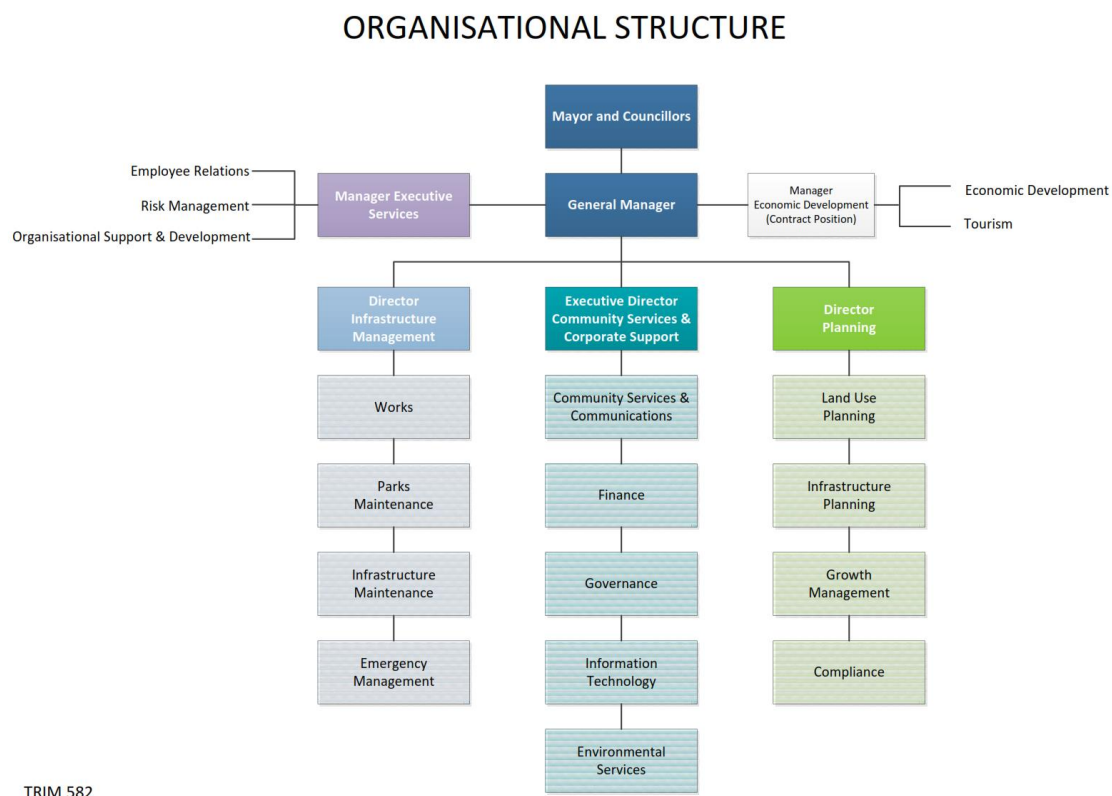 ORGANISATIONAL STRUCTURE
Mayor and Councillors
Employee Relations
Risk Management
Organisational Support & Development
Manager Executive
Services
General Manager
Manager
Economic Development
(Contract Position)
Economic Development
Tourism
Director
Infrastructure
Management
Executive Director
Community Services &
Corporate Support
Director
Planning
Works
Community Services &
Communications
Land Use
Planning
Parks
Maintenance
Finance
Infrastructure
Planning
Infrastructure
Maintenance
Governance
Growth
Management
Emergency
Management
Information
Technology
Compliance
Environmental
Services
TRIM 582